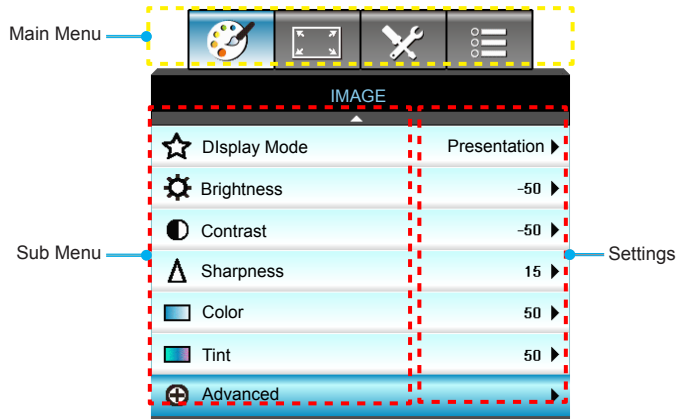 Main Menu
IMAGE
DIsplay Mode Presentation
Brightness -50
Contrast -50
Sub Menu
Sharpness 15
Settings
Color 50
Tint 50
Advanced